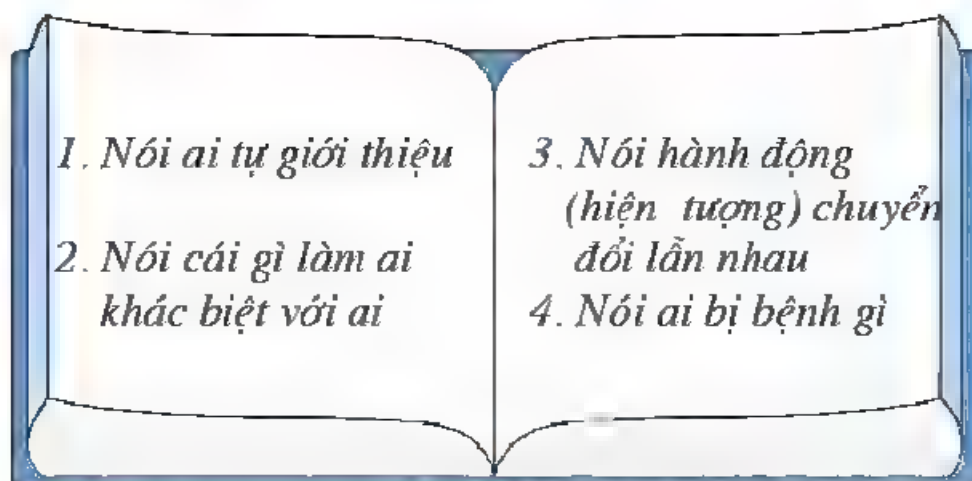 1. Nói ai tự giới thiệu
2. Nói cái gì làm ai
khác biệt với ai
3. Nói hành động
(hiện tượng) chuyển
đổi lẫn nhau
4. Nói ai bị bệnh gì